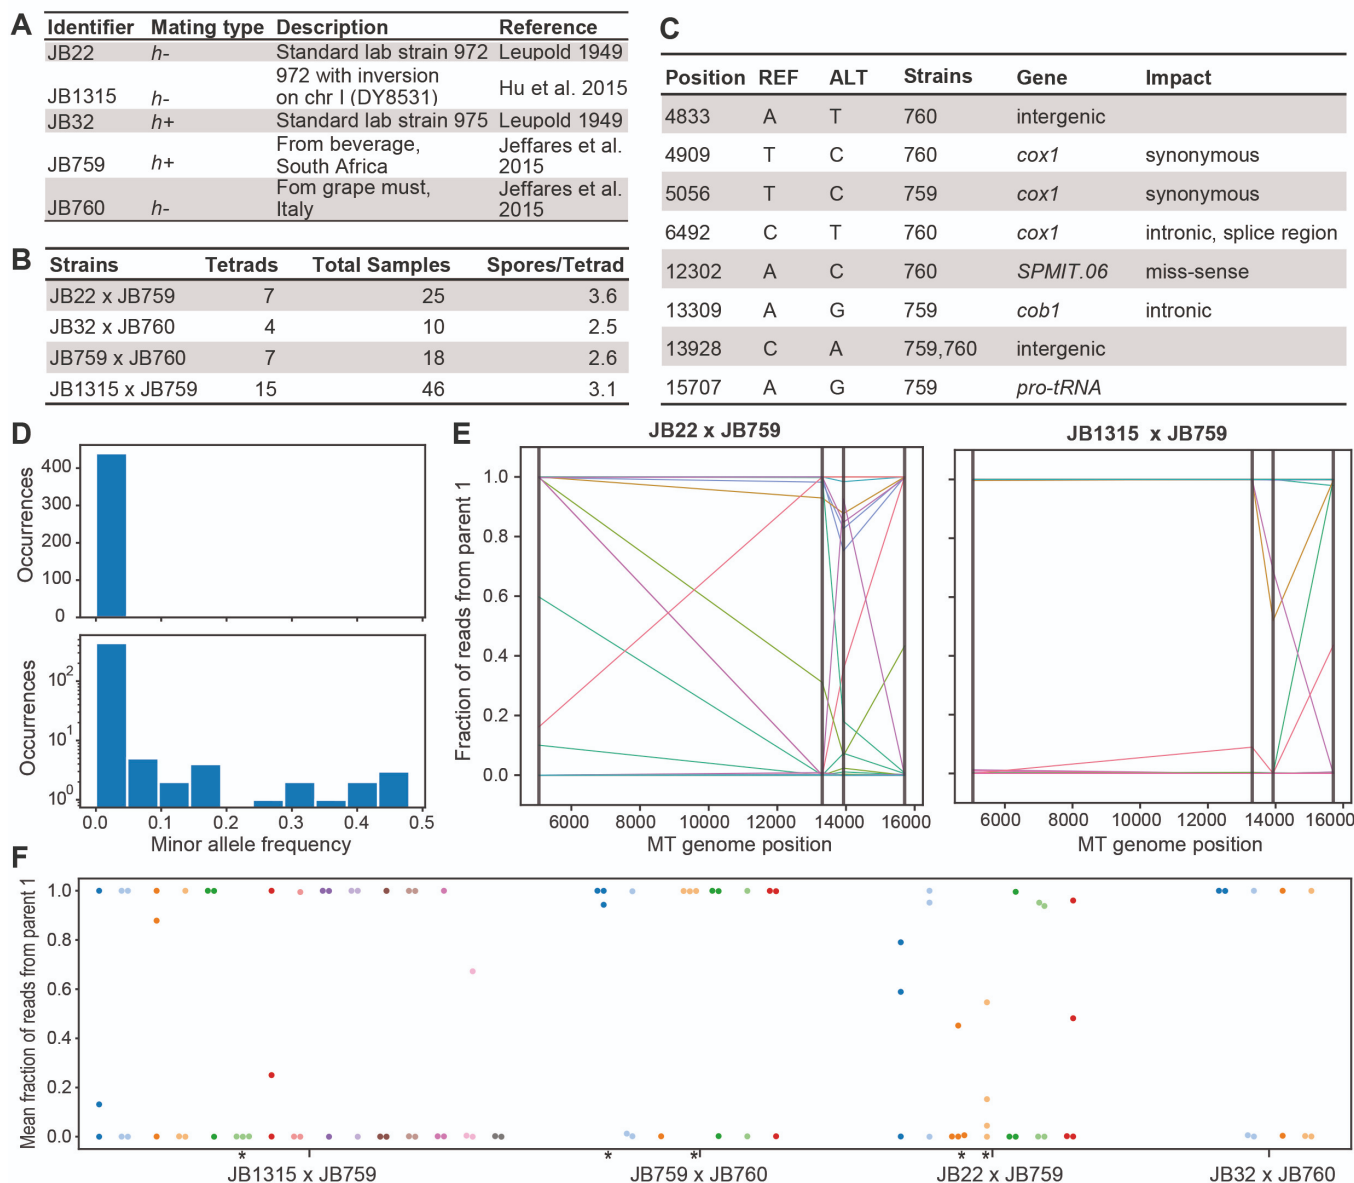 A
Identifier Mating type Description Reference
JB22 h- Standard lab strain 972 Leupold 1949
JB1315 h- 972 with inversion on chr I (DY8531) Hu et al. 2015
JB32 h+ Standard lab strain 975 Leupold 1949
JB759 h+ From beverage, South Africa Jeffares et al. 2015
JB760 h- Fom grape must, Italy Jeffares et al. 2015
B
Strains Tetrads Total Samples Spores/Tetrad
JB22 x JB759 7 25 3.6
JB32 x JB760 4 10 2.5
JB759 x JB760 7 18 2.6
JB1315 x JB759 15 46 3.1
C
Position REF ALT Strains Gene Impact
4833 A T 760 intergenic
4909 T C 760 cox1 synonymous
5056 T C 759 cox1 synonymous
6492 C T 760 cox1 intronic, splice region
12302 A C 760 SPMIT.06 miss-sense
13309 A G 759 cob1 intronic
13928 C A 759,760 intergenic
15707 A G 759 pro-tRNA
D
Occurrences
400
300
200
100
0
Occurrences
10²
10¹
10⁰
0.0 0.1 0.2 0.3 0.4 0.5
Minor allele frequency
E
JB22 x JB759
Fraction of reads from parent 1
1.0
0.8
0.6
0.4
0.2
0.0
6000 8000 10000 12000 14000 16000
MT genome position
JB1315 x JB759
6000 8000 10000 12000 14000 16000
MT genome position
F
Mean fraction of reads from parent 1
1.0
0.8
0.6
0.4
0.2
0.0
* * * * *
JB1315 x JB759 JB759 x JB760 JB22 x JB759 JB32 x JB760